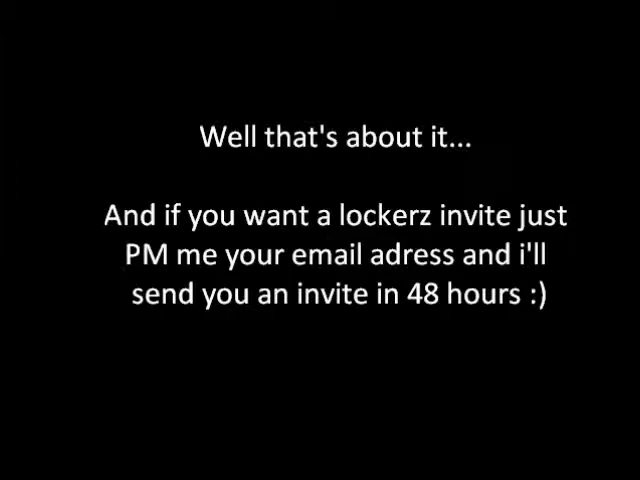 Well that's about it...
And if you want a lockerz invite just
PM me your email adress and i'll
send you an invite in 48 hours :)